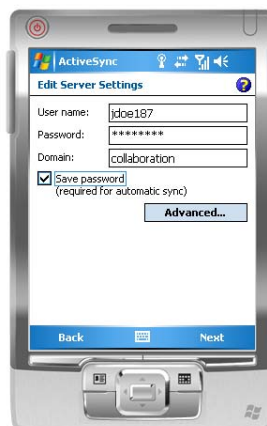 ActiveSync
Edit Server Settings
User name: jdoe187
Password: ********
Domain: collaboration
Save password
(required for automatic sync)
Advanced...
Back Next